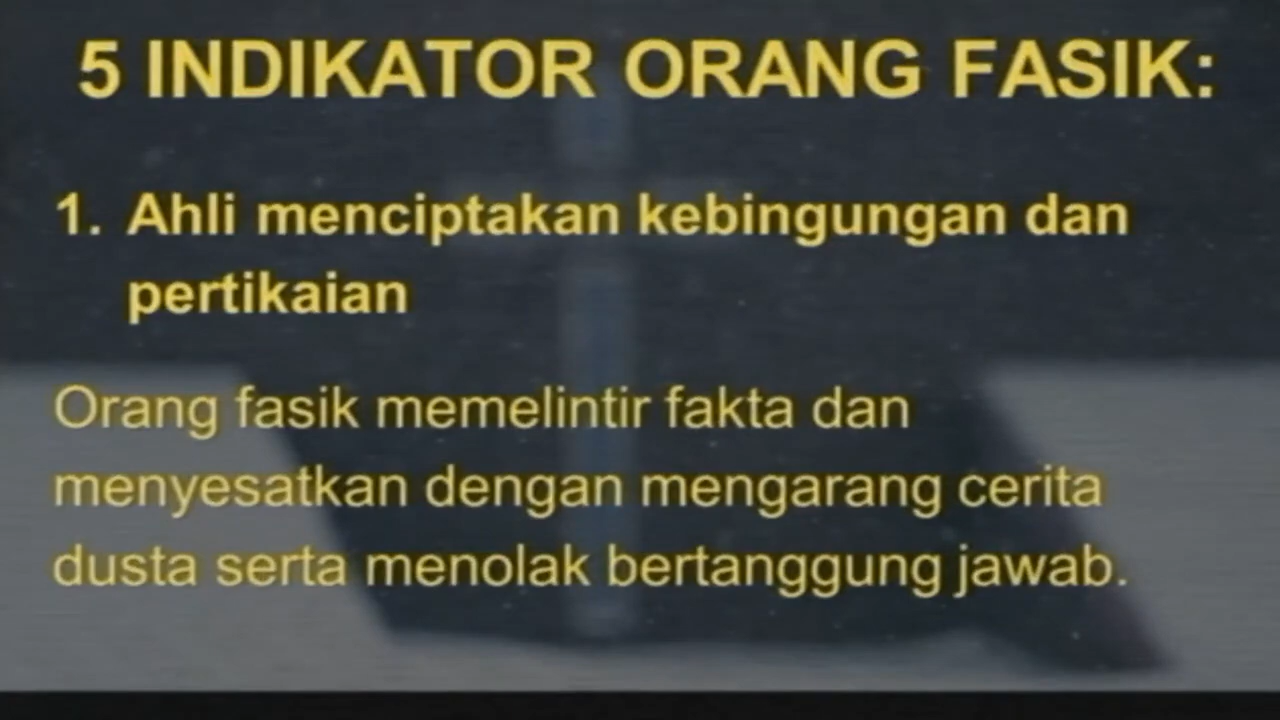 5 INDIKATOR ORANG FASIK:
1. Ahli menciptakan kebingungan dan
pertikaian
Orang fasik memelintir fakta dan
menyesatkan dengan mengarang cerita
dusta serta menolak bertanggung jawab.